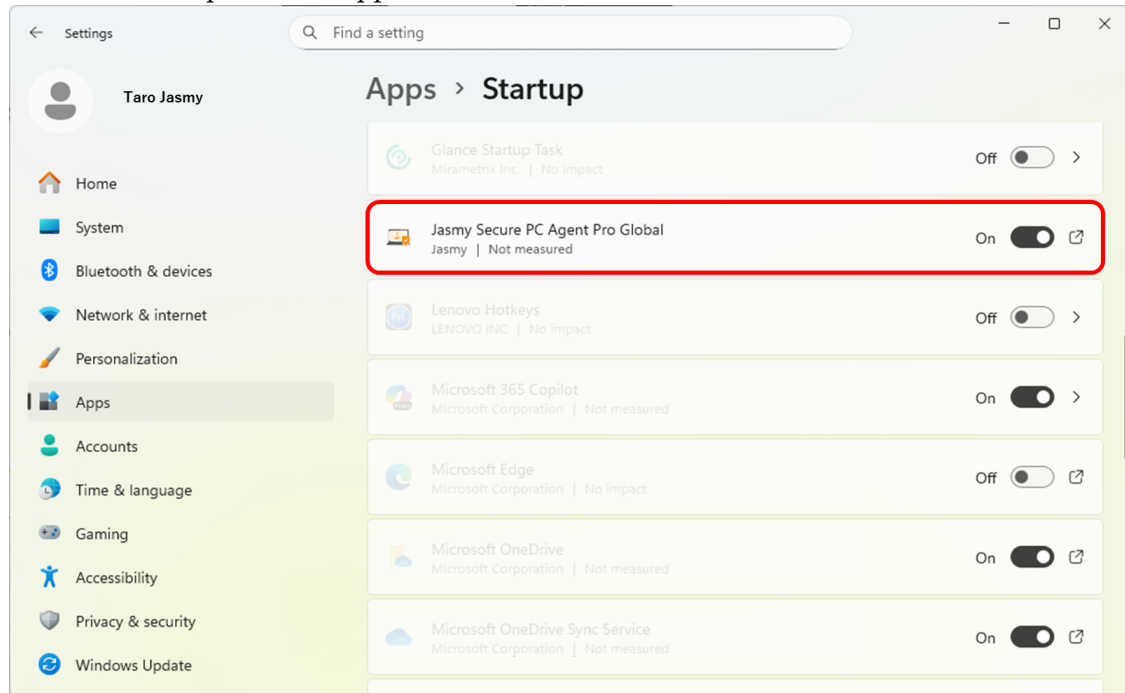 Settings
Find a setting
Taro Jasmy
Home
System
Bluetooth & devices
Network & internet
Personalization
Apps
Accounts
Time & language
Gaming
Accessibility
Privacy & security
Windows Update
Apps > Startup
Glance Startup Task
Mirametrix Inc. | No impact
Off
Jasmy Secure PC Agent Pro Global
Jasmy | Not measured
On
Lenovo Hotkeys
LENOVO INC | No impact
Off
Microsoft 365 Copilot
Microsoft Corporation | Not measured
On
Microsoft Edge
Microsoft Corporation | No impact
Off
Microsoft OneDrive
Microsoft Corporation | Not measured
On
Microsoft OneDrive Sync Service
Microsoft Corporation | Not measured
On